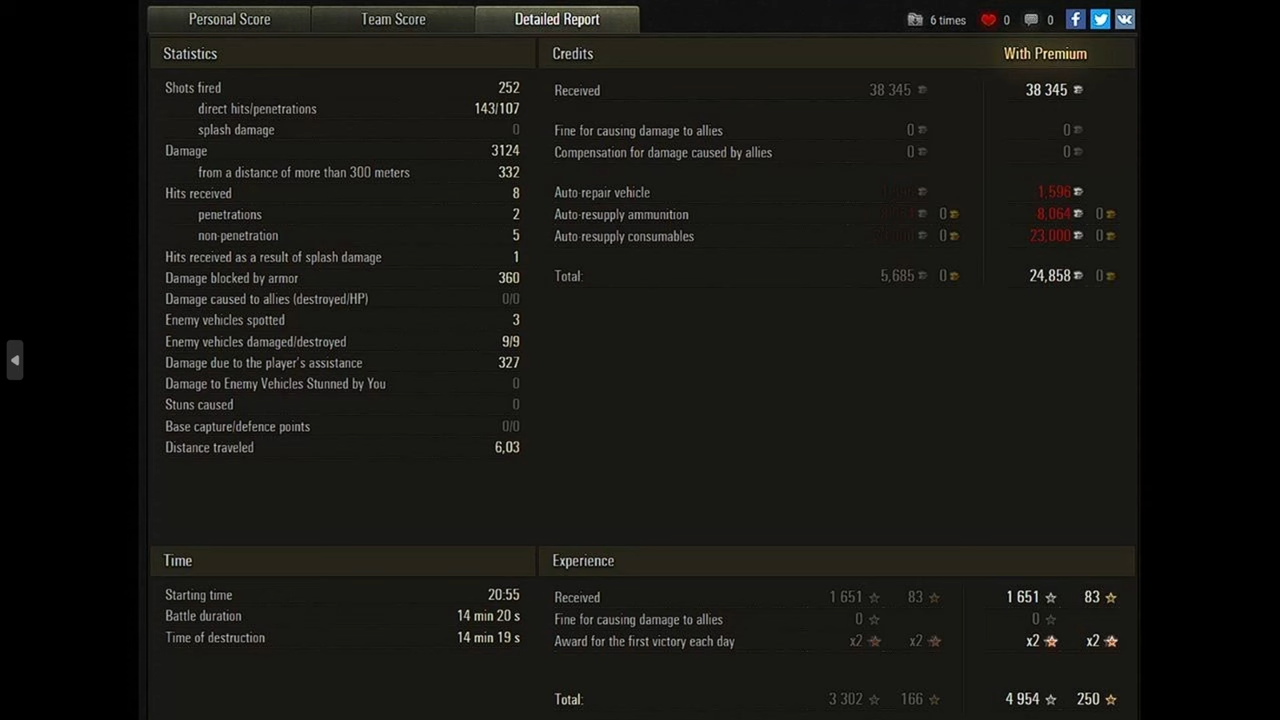 Personal Score Team Score Detailed Report 6 times 0 0
Statistics
Shots fired 252
direct hits/penetrations 143/107
splash damage 0
Damage 3124
from a distance of more than 300 meters 332
Hits received 8
penetrations 2
non-penetration 5
Hits received as a result of splash damage 1
Damage blocked by armor 360
Damage caused to allies (destroyed/HP) 0/0
Enemy vehicles spotted 3
Enemy vehicles damaged/destroyed 9/9
Damage due to the player's assistance 327
Damage to Enemy Vehicles Stunned by You 0
Stuns caused 0
Base capture/defence points 0/0
Distance traveled 6,03
Credits With Premium
Received 38 345 38 345
Fine for causing damage to allies 0 0
Compensation for damage caused by allies 0 0
Auto-repair vehicle 1,596
Auto-resupply ammunition 0 8,064 0
Auto-resupply consumables 0 23,000 0
Total: 5,685 0 24,858 0
Time
Starting time 20:55
Battle duration 14 min 20 s
Time of destruction 14 min 19 s
Experience
Received 1 651 83 1 651 83
Fine for causing damage to allies 0 0
Award for the first victory each day x2 x2 x2 x2
Total: 3 302 166 4 954 250